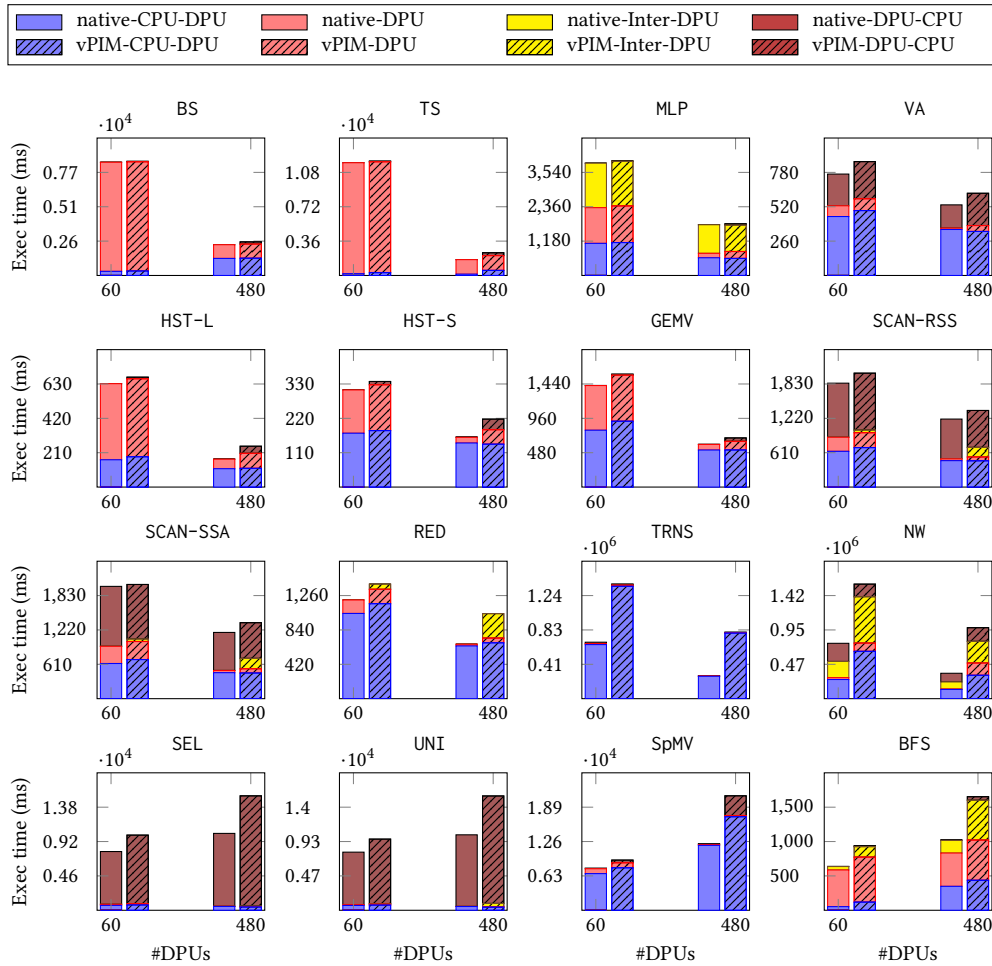 native-CPU-DPU native-DPU native-Inter-DPU native-DPU-CPU
vPIM-CPU-DPU vPIM-DPU vPIM-Inter-DPU vPIM-DPU-CPU
BS TS MLP VA
·10^4 ·10^4
Exec time (ms)
0.77 1.08 3,540 780
0.51 0.72 2,360 520
0.26 0.36 1,180 260
60 480 60 480 60 480 60 480
HST-L HST-S GEMV SCAN-RSS
Exec time (ms)
630 330 1,440 1,830
420 220 960 1,220
210 110 480 610
60 480 60 480 60 480 60 480
SCAN-SSA RED TRNS NW
·10^6 ·10^6
Exec time (ms)
1,830 1,260 1.24 1.42
1,220 840 0.83 0.95
610 420 0.41 0.47
60 480 60 480 60 480 60 480
SEL UNI SpMV BFS
·10^4 ·10^4 ·10^4
Exec time (ms)
1.38 1.4 1.89 1,500
0.92 0.93 1.26 1,000
0.46 0.47 0.63 500
60 480 60 480 60 480 60 480
#DPUs #DPUs #DPUs #DPUs